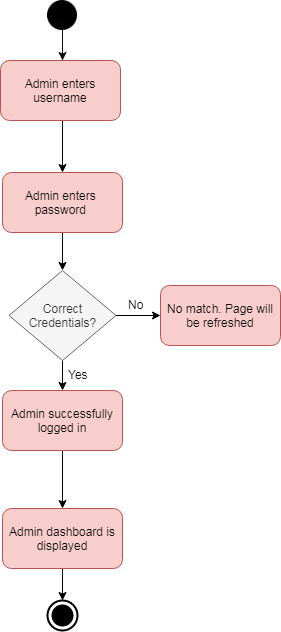 Admin enters
username
Admin enters
password
Correct
Credentials?
No
No match. Page will
be refreshed
Yes
Admin successfully
logged in
Admin dashboard is
displayed